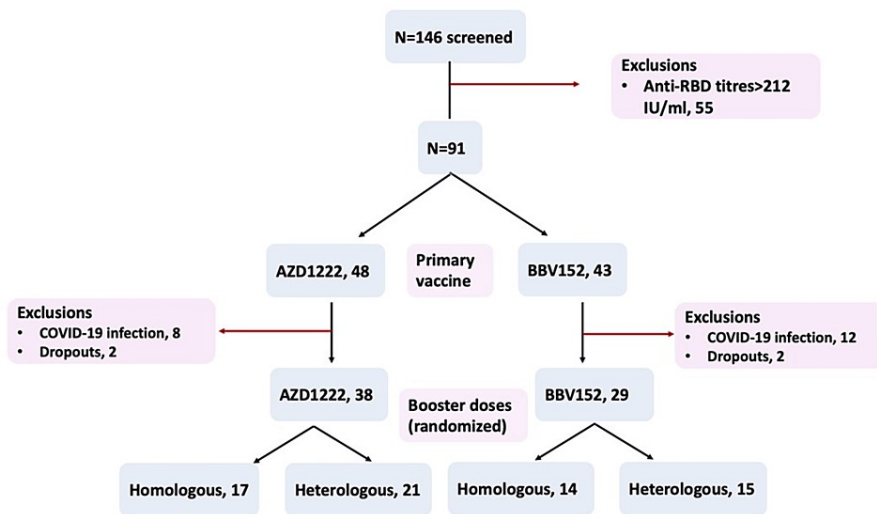 N=146 screened
Exclusions
• Anti-RBD titres>212
IU/ml, 55
N=91
AZD1222, 48
Primary
vaccine
BBV152, 43
Exclusions
• COVID-19 infection, 8
• Dropouts, 2
Exclusions
• COVID-19 infection, 12
• Dropouts, 2
AZD1222, 38
Booster doses
(randomized)
BBV152, 29
Homologous, 17
Heterologous, 21
Homologous, 14
Heterologous, 15